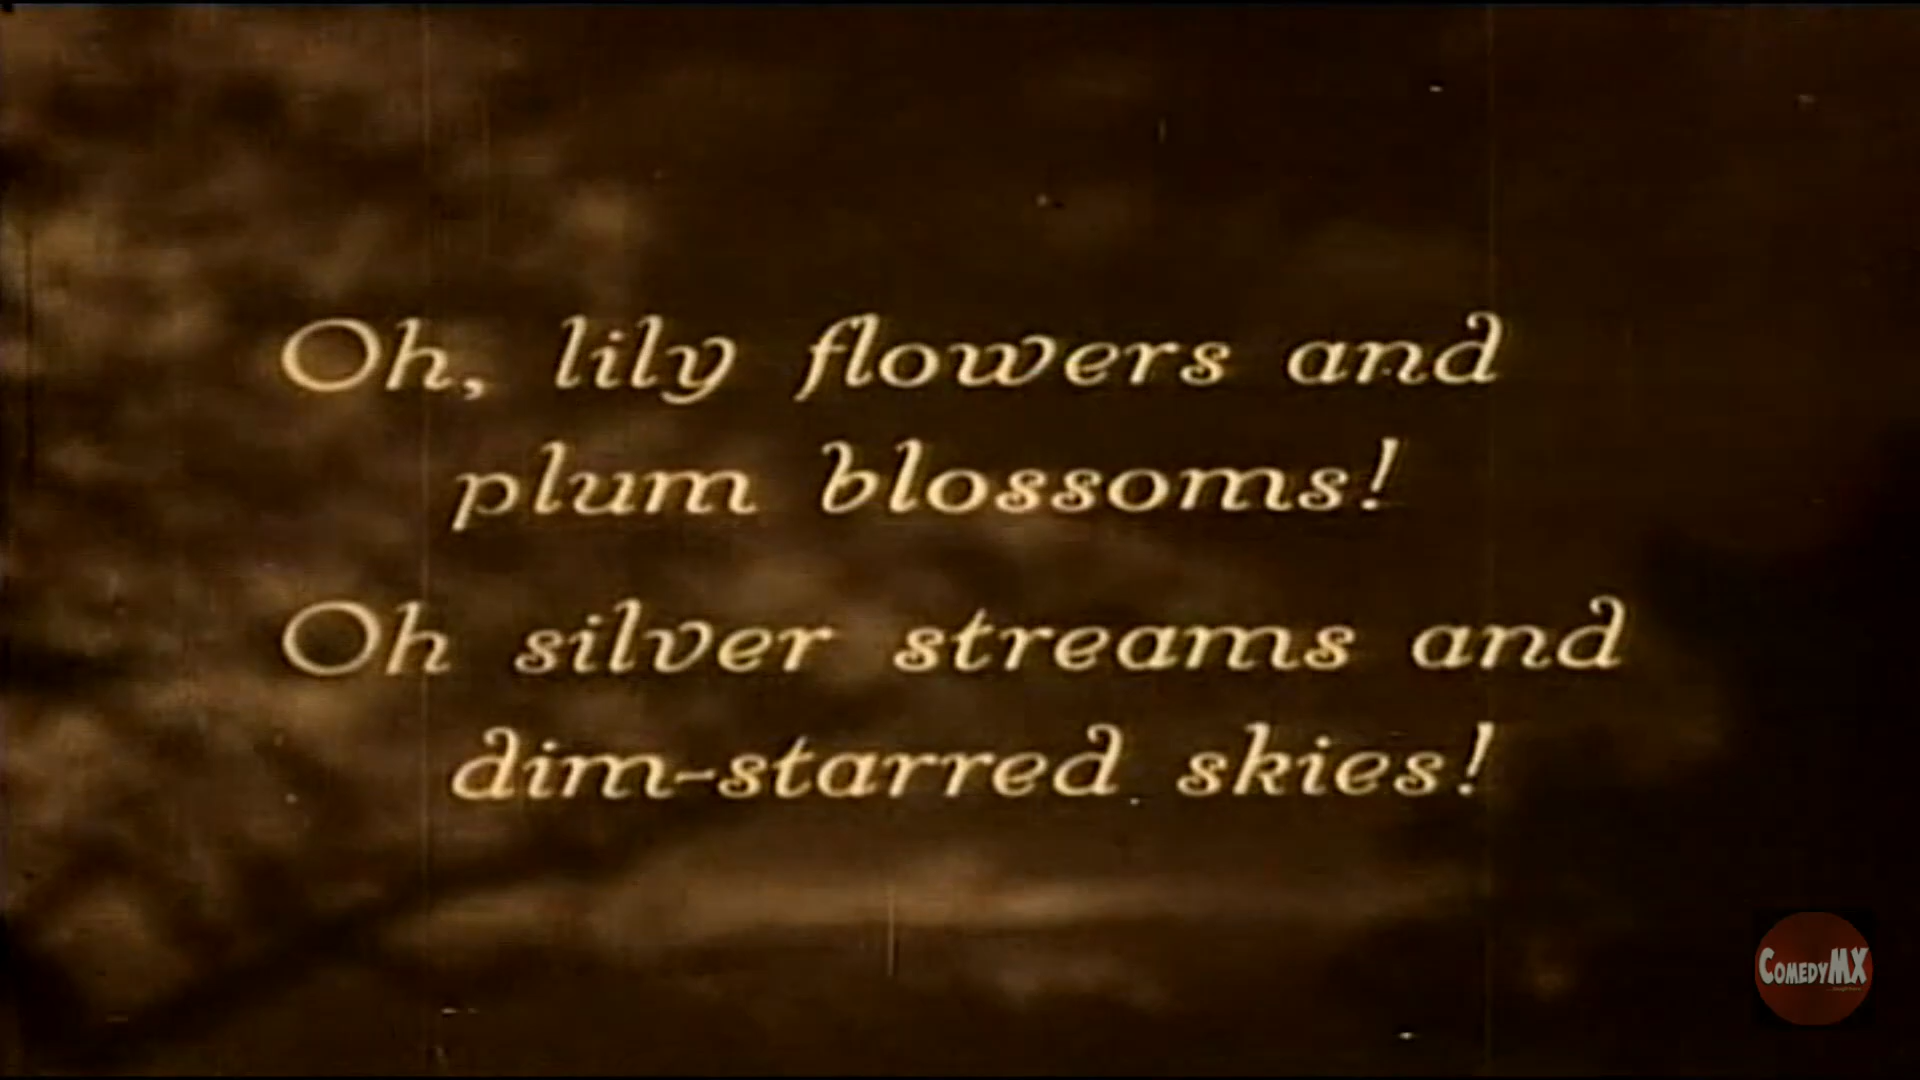 Oh, lily flowers and
plum blossoms!
Oh silver streams and
dim-starred skies!
COMEDYMX